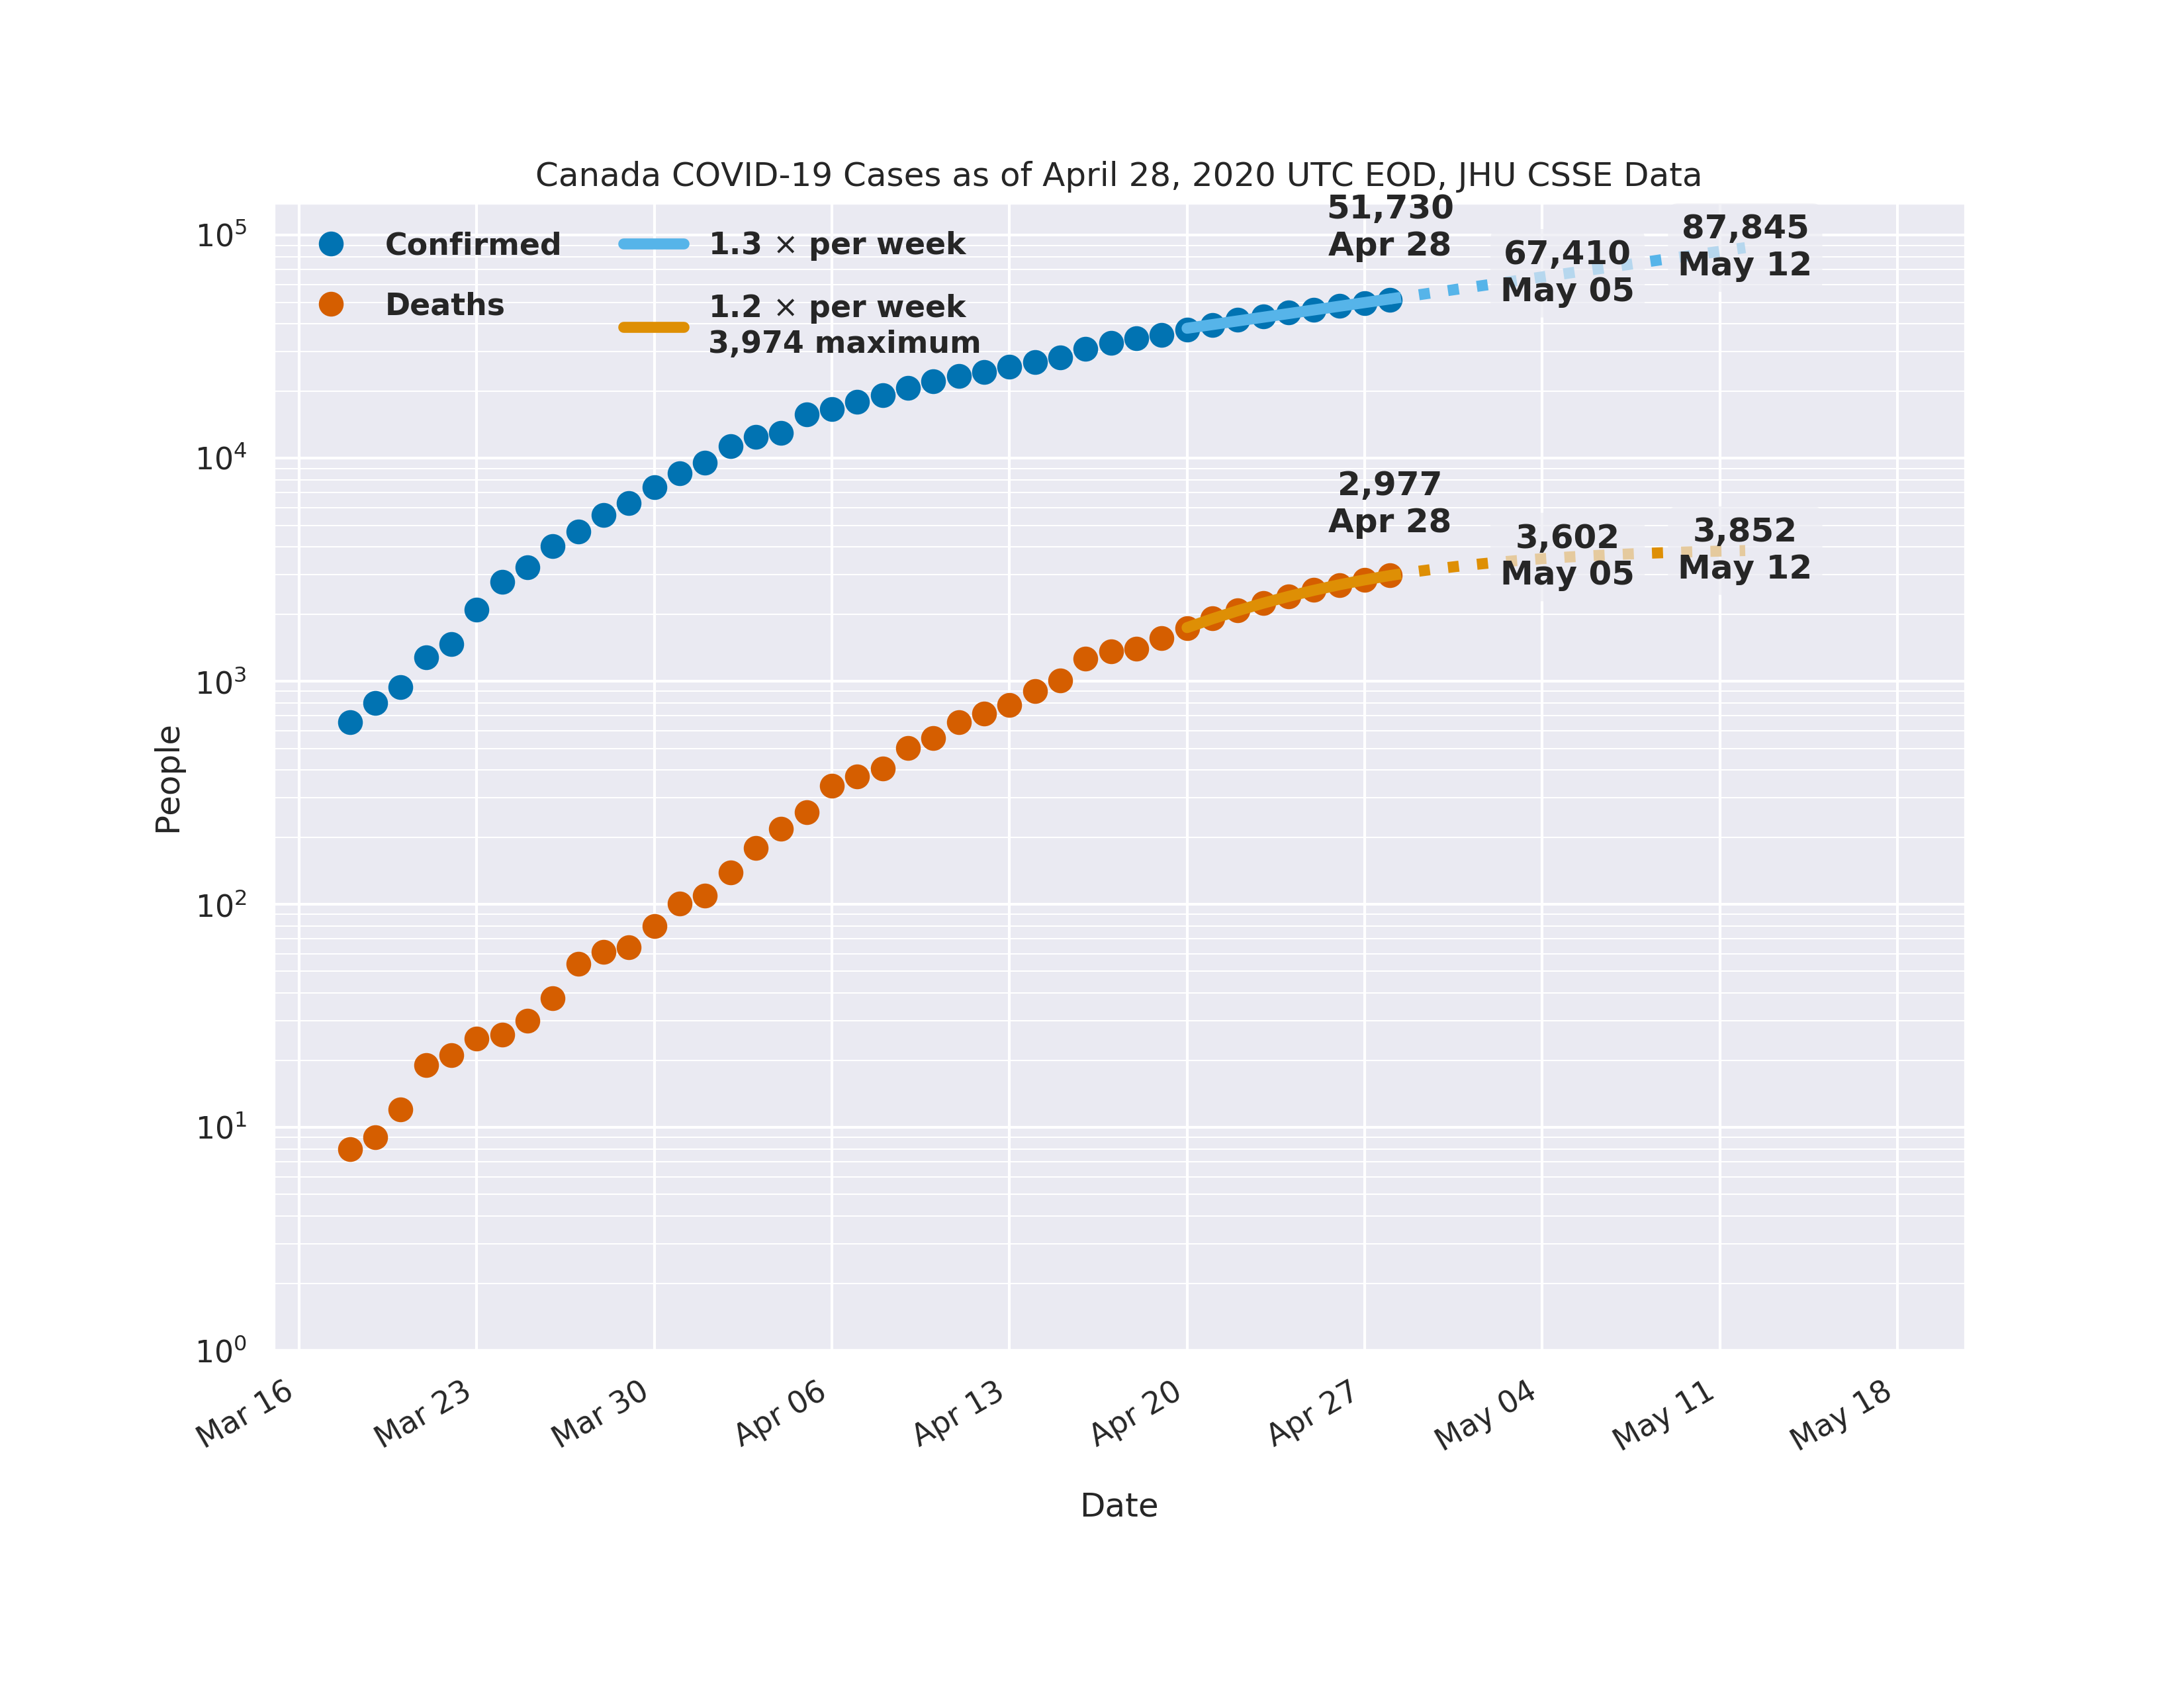 Canada COVID-19 Cases as of April 28, 2020 UTC EOD, JHU CSSE Data
Confirmed
Deaths
1.3 × per week
1.2 × per week
3,974 maximum
51,730
Apr 28
67,410
May 05
87,845
May 12
2,977
Apr 28
3,602
May 05
3,852
May 12
People
10⁵
10⁴
10³
10²
10¹
10⁰
Mar 16
Mar 23
Mar 30
Apr 06
Apr 13
Apr 20
Apr 27
May 04
May 11
May 18
Date